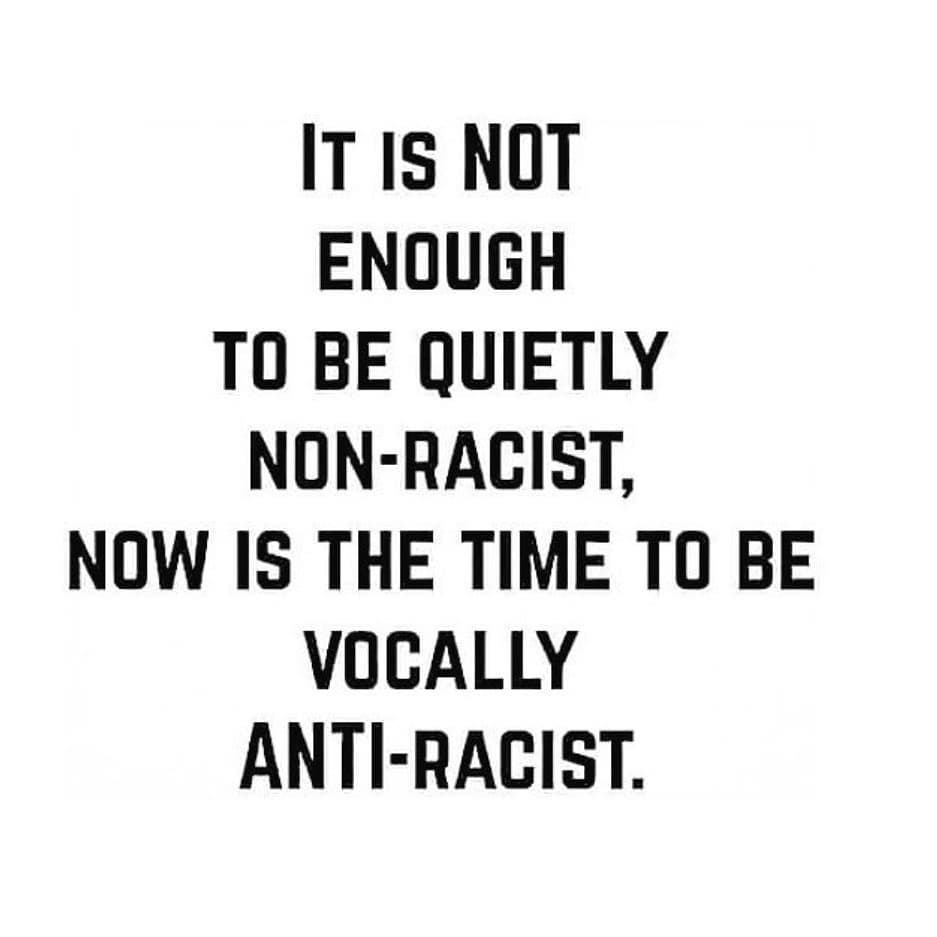 It is NOT
ENOUGH
TO BE QUIETLY
NON-RACIST,
NOW IS THE TIME TO BE
VOCALLY
ANTI-RACIST.